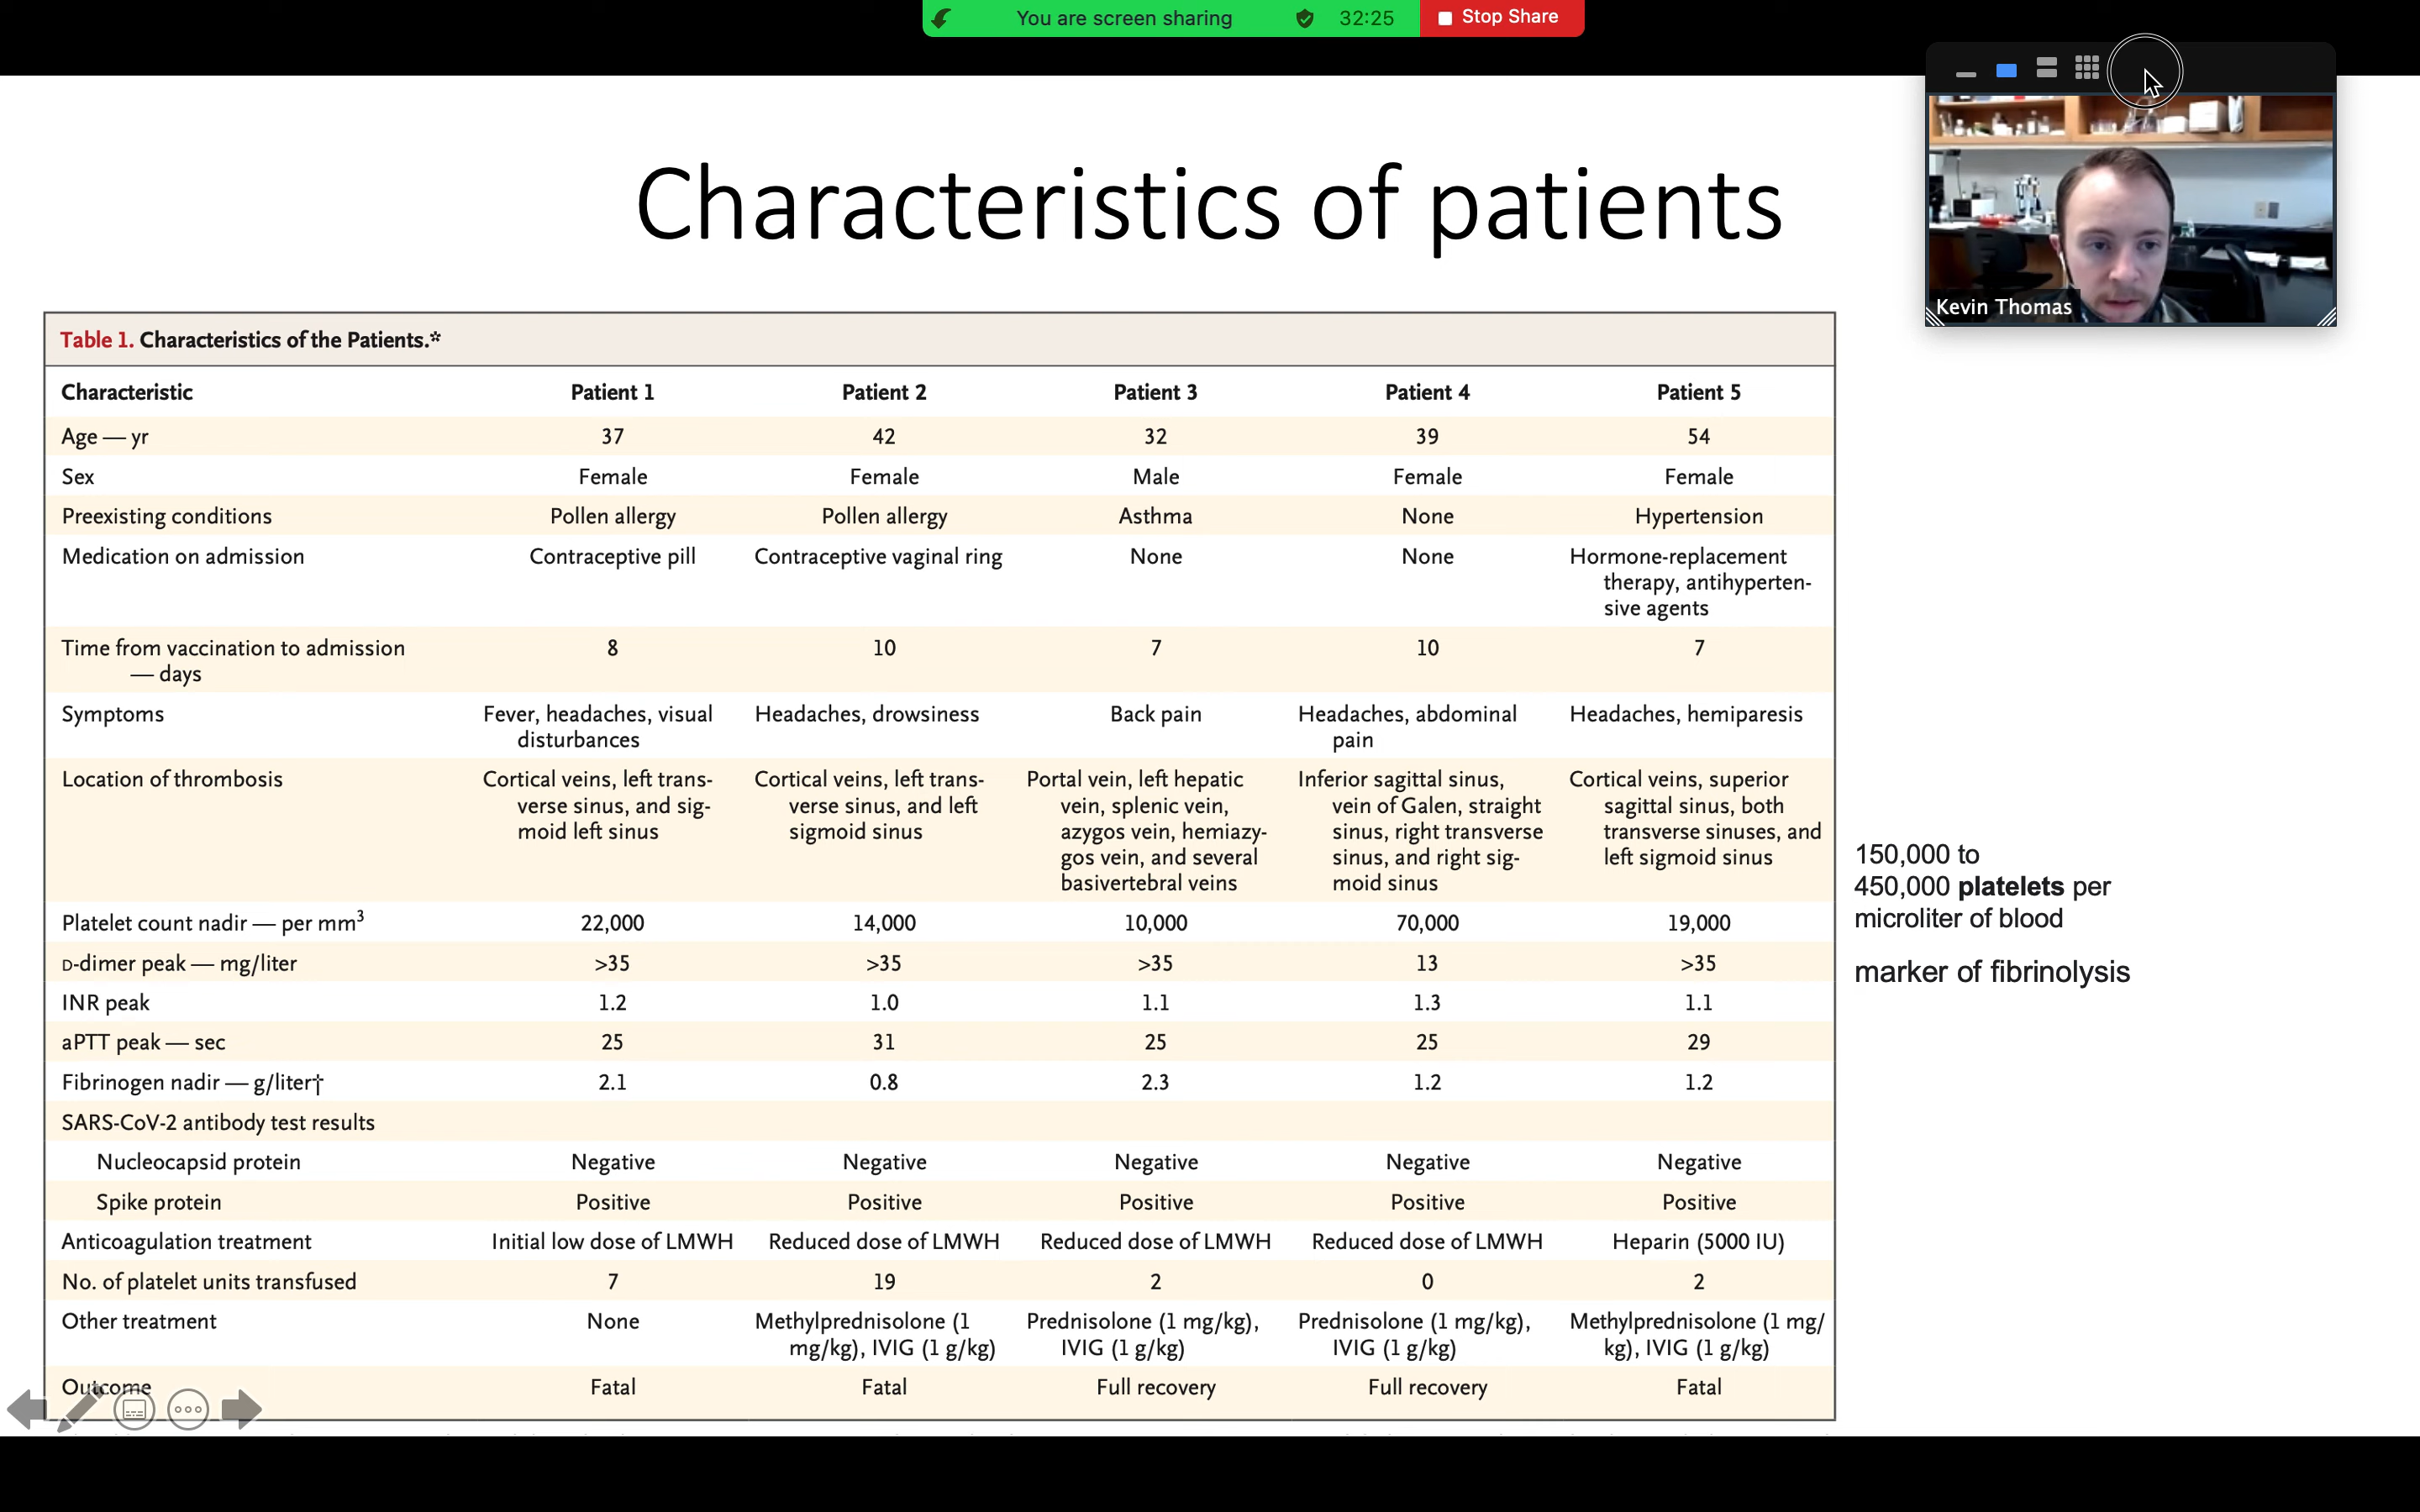 You are screen sharing 32:25 Stop Share
Characteristics of patients
Kevin Thomas
Table 1. Characteristics of the Patients.*
Characteristic Patient 1 Patient 2 Patient 3 Patient 4 Patient 5
Age — yr 37 42 32 39 54
Sex Female Female Male Female Female
Preexisting conditions Pollen allergy Pollen allergy Asthma None Hypertension
Medication on admission Contraceptive pill Contraceptive vaginal ring None None Hormone-replacement
therapy, antihyperten-
sive agents
Time from vaccination to admission 8 10 7 10 7
— days
Symptoms Fever, headaches, visual Headaches, drowsiness Back pain Headaches, abdominal Headaches, hemiparesis
disturbances pain
Location of thrombosis Cortical veins, left trans- Cortical veins, left trans- Portal vein, left hepatic Inferior sagittal sinus, Cortical veins, superior
verse sinus, and sig- verse sinus, and left vein, splenic vein, vein of Galen, straight sagittal sinus, both
moid left sinus sigmoid sinus azygos vein, hemiazy- sinus, right transverse transverse sinuses, and
gos vein, and several sinus, and right sig- left sigmoid sinus
basivertebral veins moid sinus
150,000 to
450,000 platelets per
microliter of blood
Platelet count nadir — per mm³ 22,000 14,000 10,000 70,000 19,000
D-dimer peak — mg/liter >35 >35 >35 13 >35
marker of fibrinolysis
INR peak 1.2 1.0 1.1 1.3 1.1
aPTT peak — sec 25 31 25 25 29
Fibrinogen nadir — g/liter† 2.1 0.8 2.3 1.2 1.2
SARS-CoV-2 antibody test results
Nucleocapsid protein Negative Negative Negative Negative Negative
Spike protein Positive Positive Positive Positive Positive
Anticoagulation treatment Initial low dose of LMWH Reduced dose of LMWH Reduced dose of LMWH Reduced dose of LMWH Heparin (5000 IU)
No. of platelet units transfused 7 19 2 0 2
Other treatment None Methylprednisolone (1 Prednisolone (1 mg/kg), Prednisolone (1 mg/kg), Methylprednisolone (1 mg/
mg/kg), IVIG (1 g/kg) IVIG (1 g/kg) IVIG (1 g/kg) kg), IVIG (1 g/kg)
Outcome Fatal Fatal Full recovery Full recovery Fatal